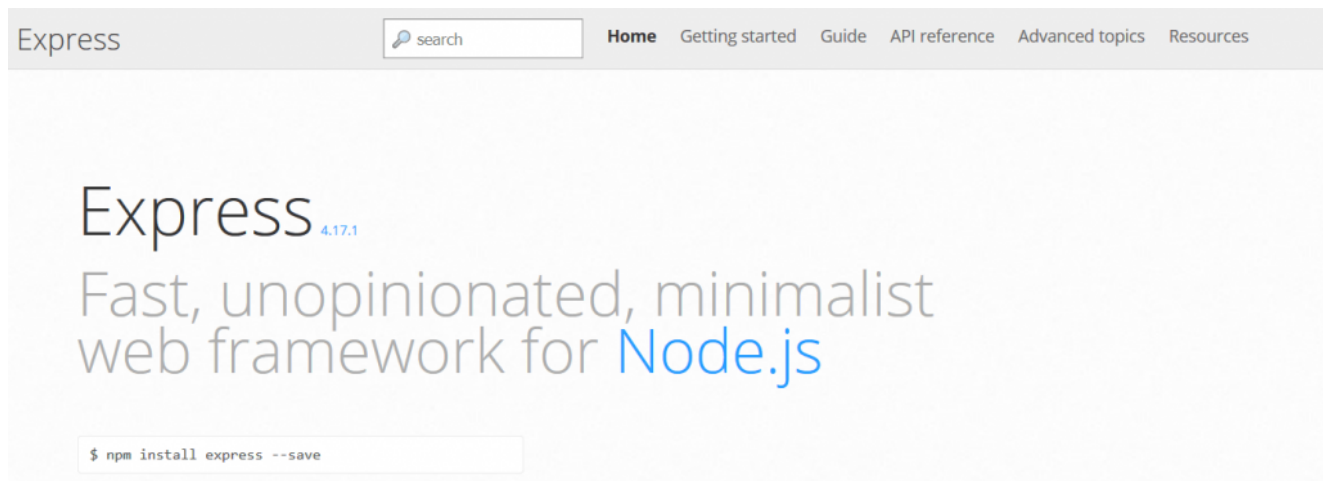 Express
search
Home Getting started Guide API reference Advanced topics Resources
Express 4.17.1
Fast, unopinionated, minimalist
web framework for Node.js
$ npm install express --save